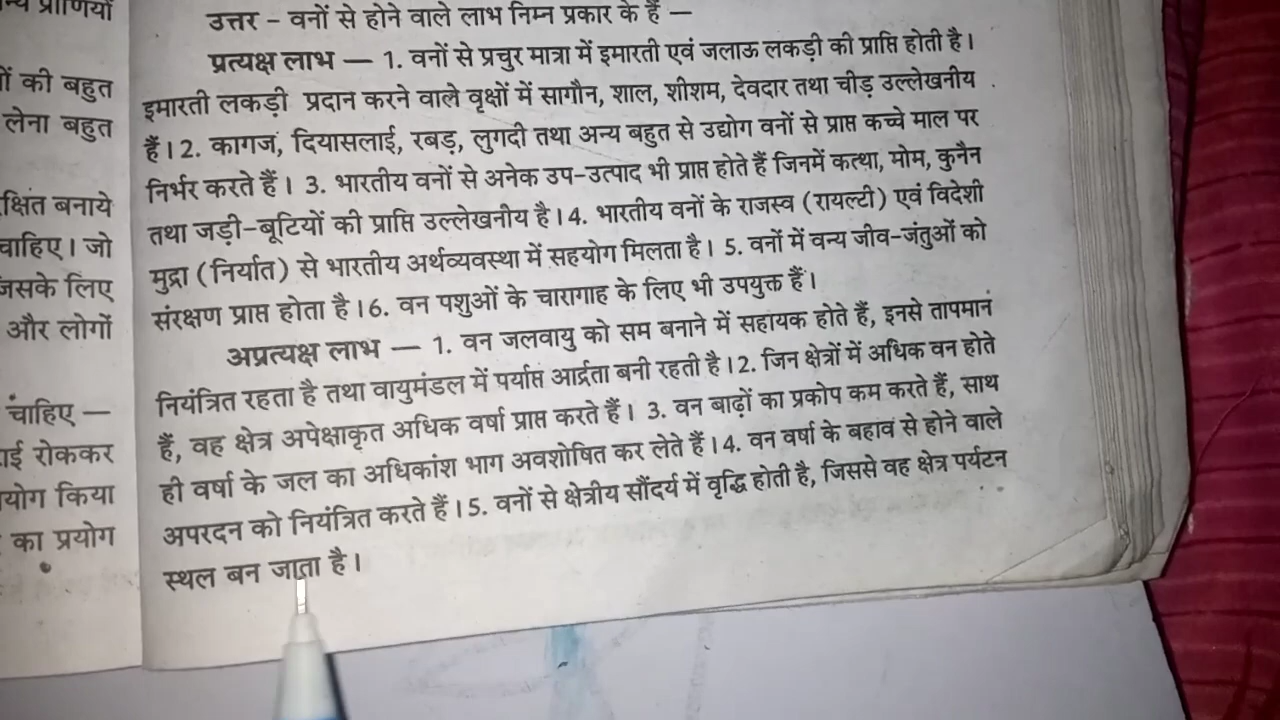 न्य प्राणियों
ों की बहुत
लेना बहुत
क्षित बनाये
चाहिए। जो
जसके लिए
और लोगों
चाहिए —
ाई रोककर
योग किया
का प्रयोग
उत्तर – वनों से होने वाले लाभ निम्न प्रकार के हैं —
प्रत्यक्ष लाभ — 1. वनों से प्रचुर मात्रा में इमारती एवं जलाऊ लकड़ी की प्राप्ति होती है।
इमारती लकड़ी प्रदान करने वाले वृक्षों में सागौन, शाल, शीशम, देवदार तथा चीड़ उल्लेखनीय
हैं। 2. कागज, दियासलाई, रबड़, लुगदी तथा अन्य बहुत से उद्योग वनों से प्राप्त कच्चे माल पर
निर्भर करते हैं। 3. भारतीय वनों से अनेक उप-उत्पाद भी प्राप्त होते हैं जिनमें कत्था, मोम, कुनैन
तथा जड़ी-बूटियों की प्राप्ति उल्लेखनीय है। 4. भारतीय वनों के राजस्व (रायल्टी) एवं विदेशी
मुद्रा (निर्यात) से भारतीय अर्थव्यवस्था में सहयोग मिलता है। 5. वनों में वन्य जीव-जंतुओं को
संरक्षण प्राप्त होता है। 6. वन पशुओं के चारागाह के लिए भी उपयुक्त हैं।
अप्रत्यक्ष लाभ — 1. वन जलवायु को सम बनाने में सहायक होते हैं, इनसे तापमान
नियंत्रित रहता है तथा वायुमंडल में पर्याप्त आर्द्रता बनी रहती है। 2. जिन क्षेत्रों में अधिक वन होते
हैं, वह क्षेत्र अपेक्षाकृत अधिक वर्षा प्राप्त करते हैं। 3. वन बाढ़ों का प्रकोप कम करते हैं, साथ
ही वर्षा के जल का अधिकांश भाग अवशोषित कर लेते हैं। 4. वन वर्षा के बहाव से होने वाले
अपरदन को नियंत्रित करते हैं। 5. वनों से क्षेत्रीय सौंदर्य में वृद्धि होती है, जिससे वह क्षेत्र पर्यटन
स्थल बन जाता है।